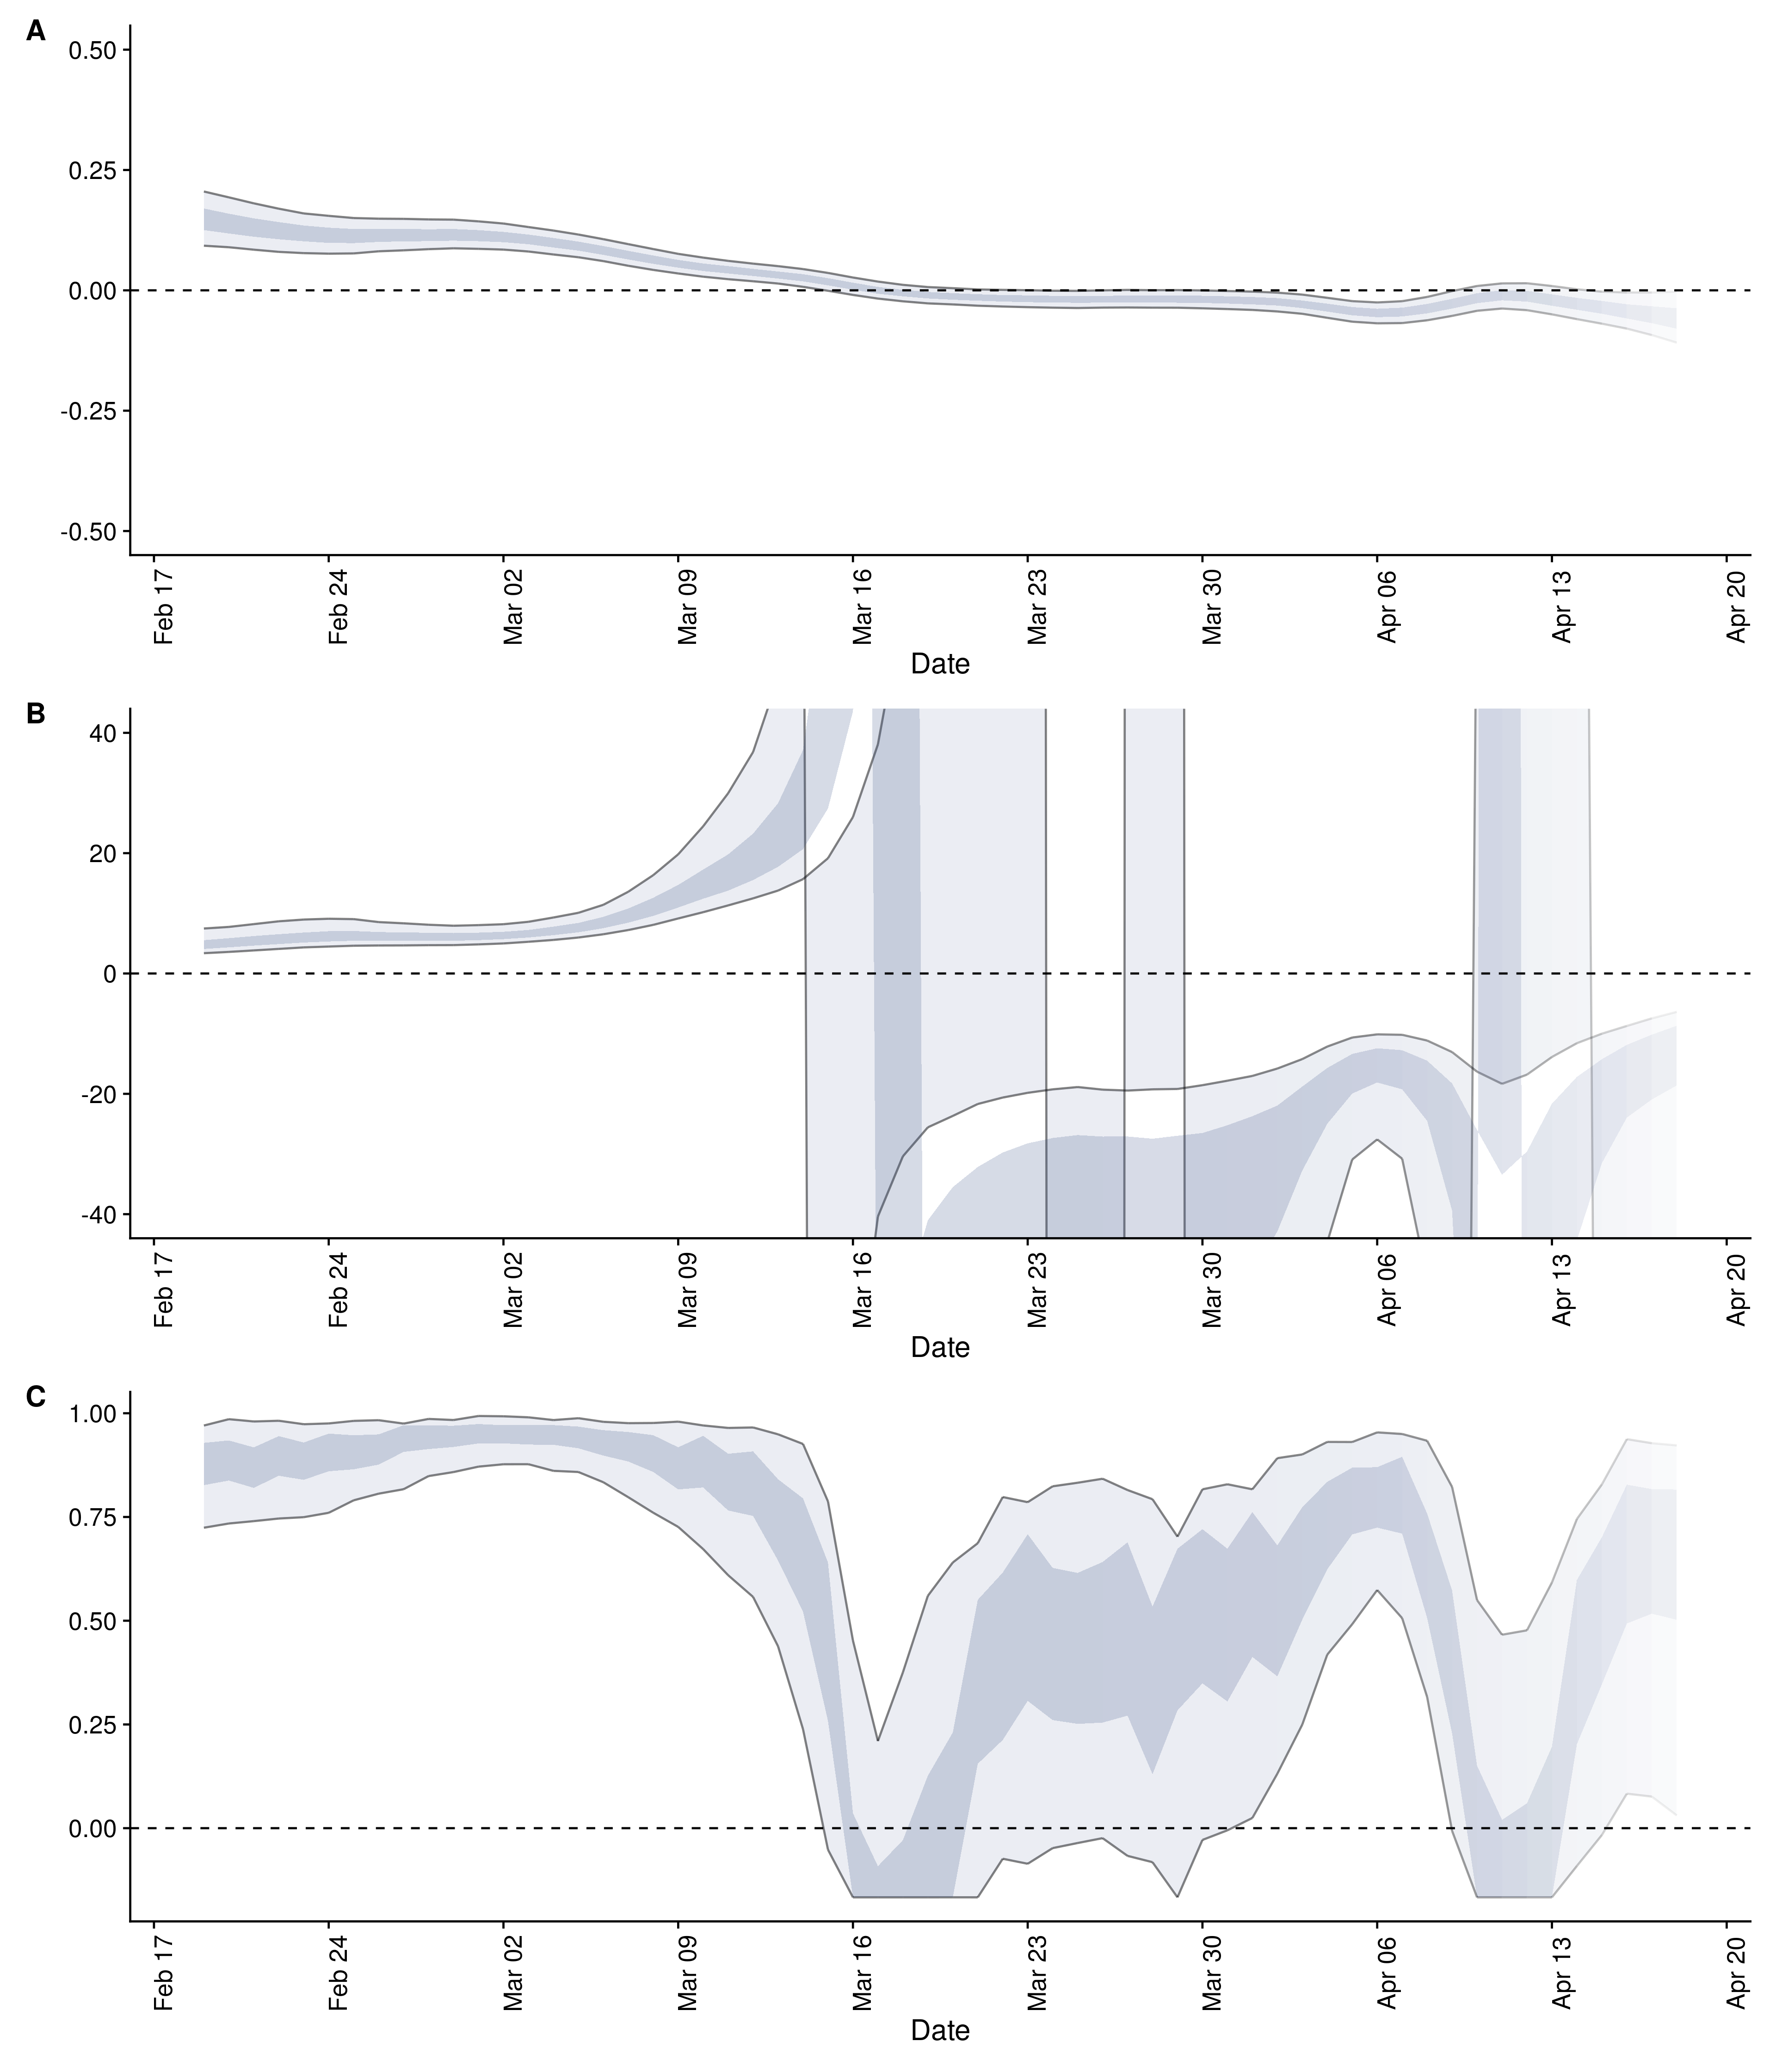 A
0.50
0.25
0.00
-0.25
-0.50
Feb 17
Feb 24
Mar 02
Mar 09
Mar 16
Mar 23
Mar 30
Apr 06
Apr 13
Apr 20
Date
B
40
20
0
-20
-40
Feb 17
Feb 24
Mar 02
Mar 09
Mar 16
Mar 23
Mar 30
Apr 06
Apr 13
Apr 20
Date
C
1.00
0.75
0.50
0.25
0.00
Feb 17
Feb 24
Mar 02
Mar 09
Mar 16
Mar 23
Mar 30
Apr 06
Apr 13
Apr 20
Date